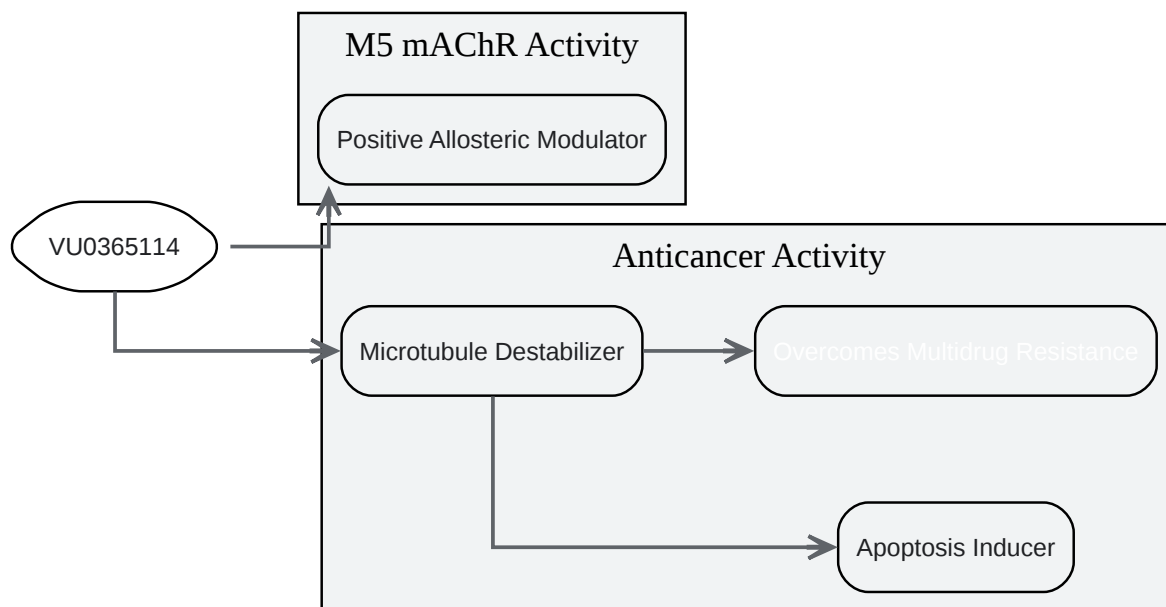 M5 mAChR Activity
Positive Allosteric Modulator
VU0365114
Anticancer Activity
Microtubule Destabilizer
Overcomes Multidrug Resistance
Apoptosis Inducer